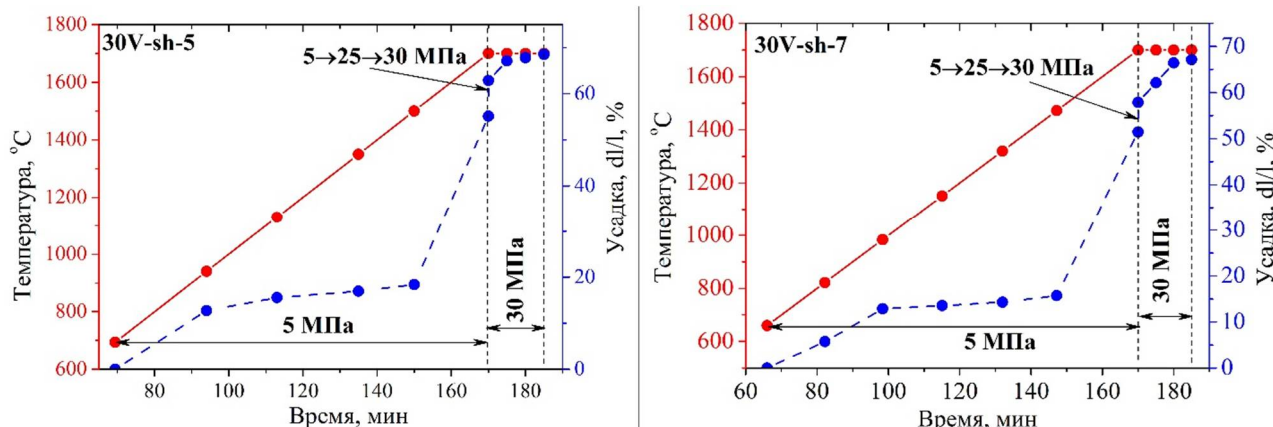 30V-sh-5
5→25→30 МПа
5 МПа
30 МПа
Температура, °C
1800
1600
1400
1200
1000
800
600
80 100 120 140 160 180
Время, мин
60
40
20
0
Усадка, dl/l, %
30V-sh-7
5→25→30 МПа
5 МПа
30 МПа
Температура, °C
1800
1600
1400
1200
1000
800
600
60 80 100 120 140 160 180
Время, мин
70
60
50
40
30
20
10
0
Усадка, dl/l, %